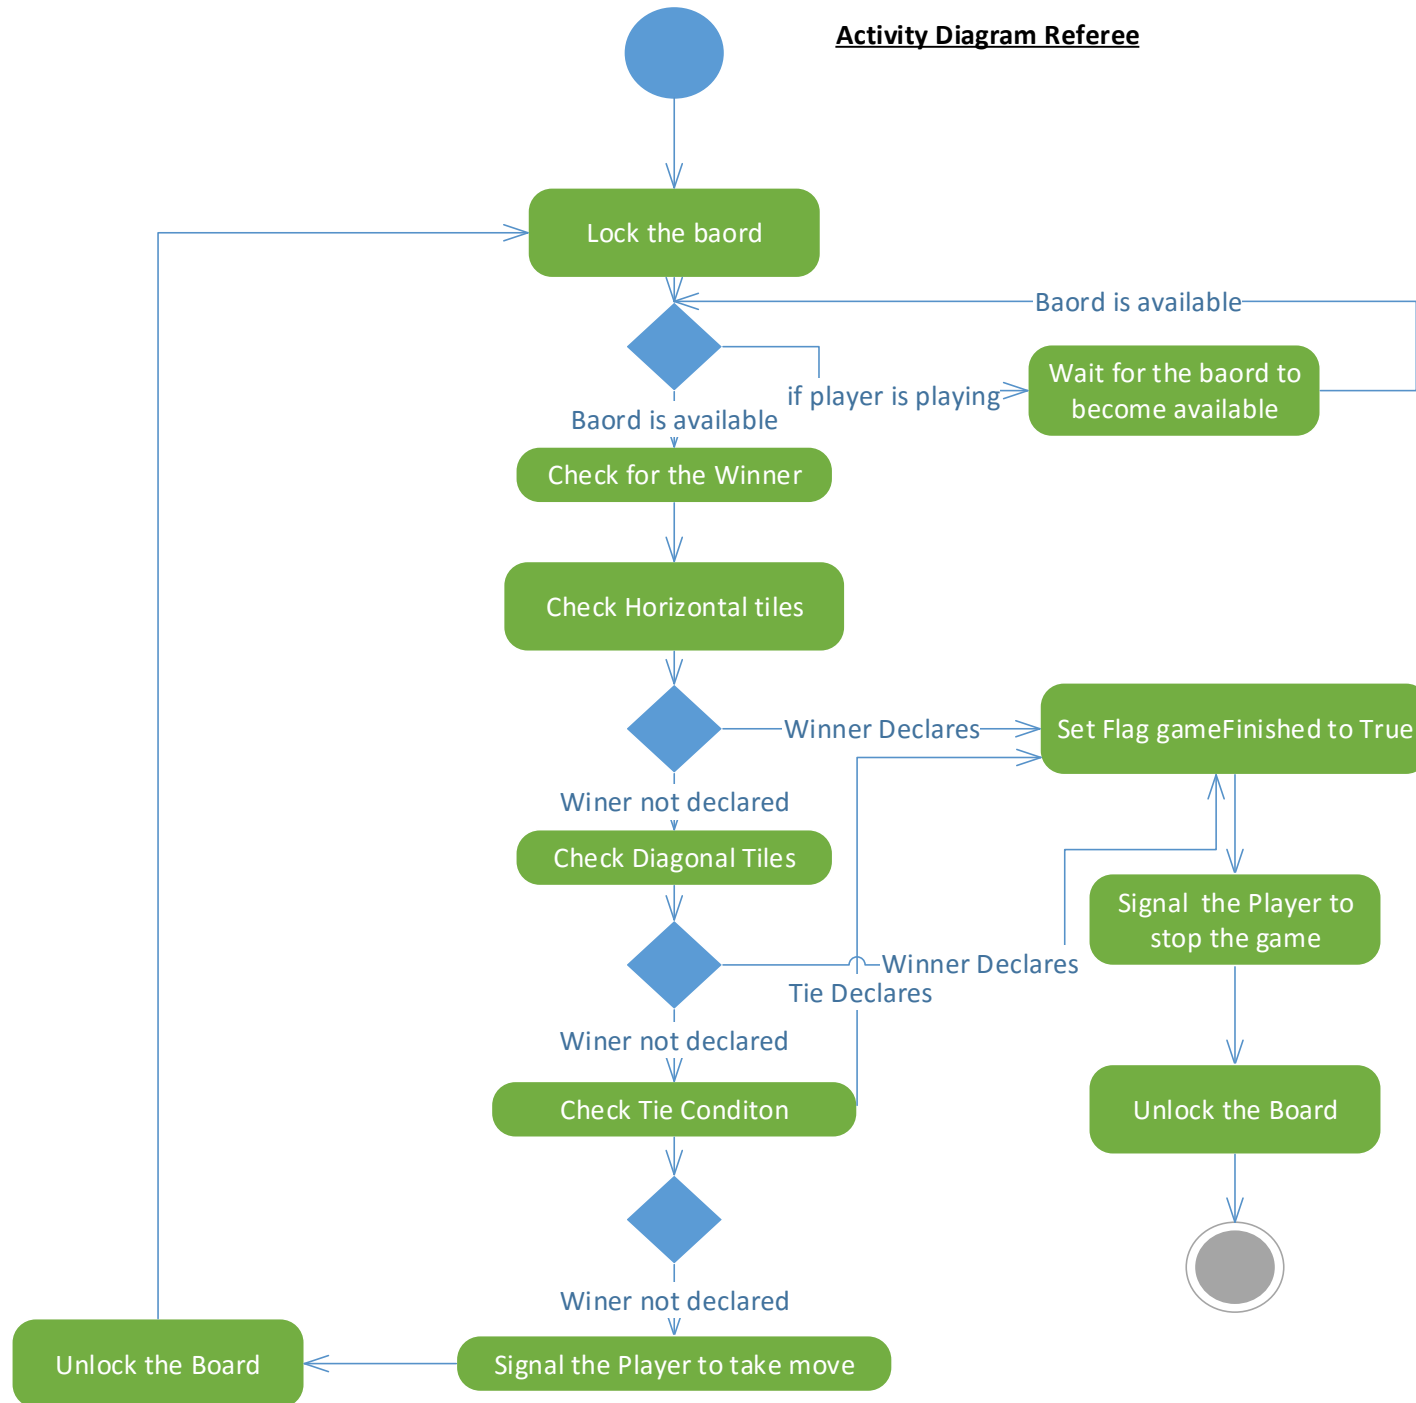 Activity Diagram Referee
Lock the baord
Baord is available
Wait for the baord to
become available
if player is playing
Baord is available
Check for the Winner
Check Horizontal tiles
Winner Declares
Set Flag gameFinished to True
Winer not declared
Check Diagonal Tiles
Signal  the Player to
stop the game
Winner Declares
Tie Declares
Winer not declared
Check Tie Conditon
Unlock the Board
Winer not declared
Signal the Player to take move
Unlock the Board